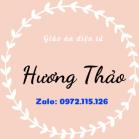 Giáo án điện tử
Hương Thảo
Zalo: 0972.115.126